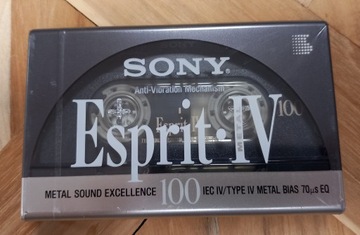 SONY
Anti-Vibration Mechanism
Esprit
100
Esprit·IV
METAL SOUND EXCELLENCE 100 IEC IV/TYPE IV METAL BIAS 70µs EQ